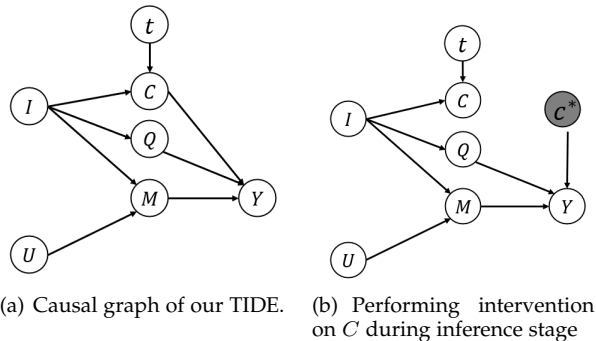 t
C
I
Q
M
Y
U
t
C
c*
I
Q
M
Y
U
(a) Causal graph of our TIDE.
(b) Performing intervention
on C during inference stage